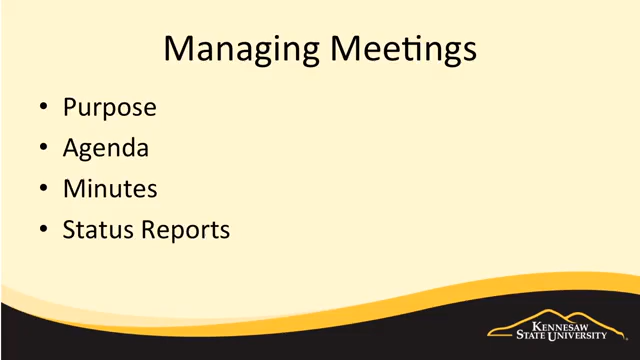 Managing Meetings
• Purpose
• Agenda
• Minutes
• Status Reports
KENNESAW
STATE UNIVERSITY